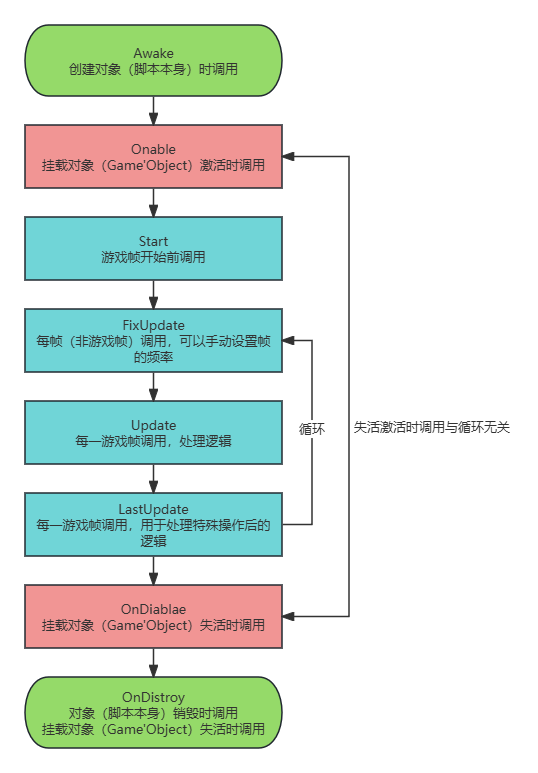 Awake
创建对象（脚本本身）时调用
Onable
挂载对象（Game'Object）激活时调用
Start
游戏帧开始前调用
FixUpdate
每帧（非游戏帧）调用，可以手动设置帧
的频率
Update
每一游戏帧调用，处理逻辑
循环
失活激活时调用与循环无关
LastUpdate
每一游戏帧调用，用于处理特殊操作后的
逻辑
OnDiablae
挂载对象（Game'Object）失活时调用
OnDistroy
对象（脚本本身）销毁时调用
挂载对象（Game'Object）失活时调用